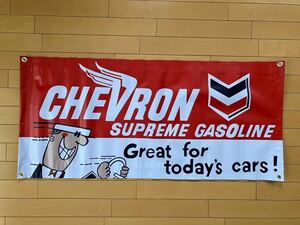 CHEVRON
SUPREME GASOLINE
Great for
today's cars!